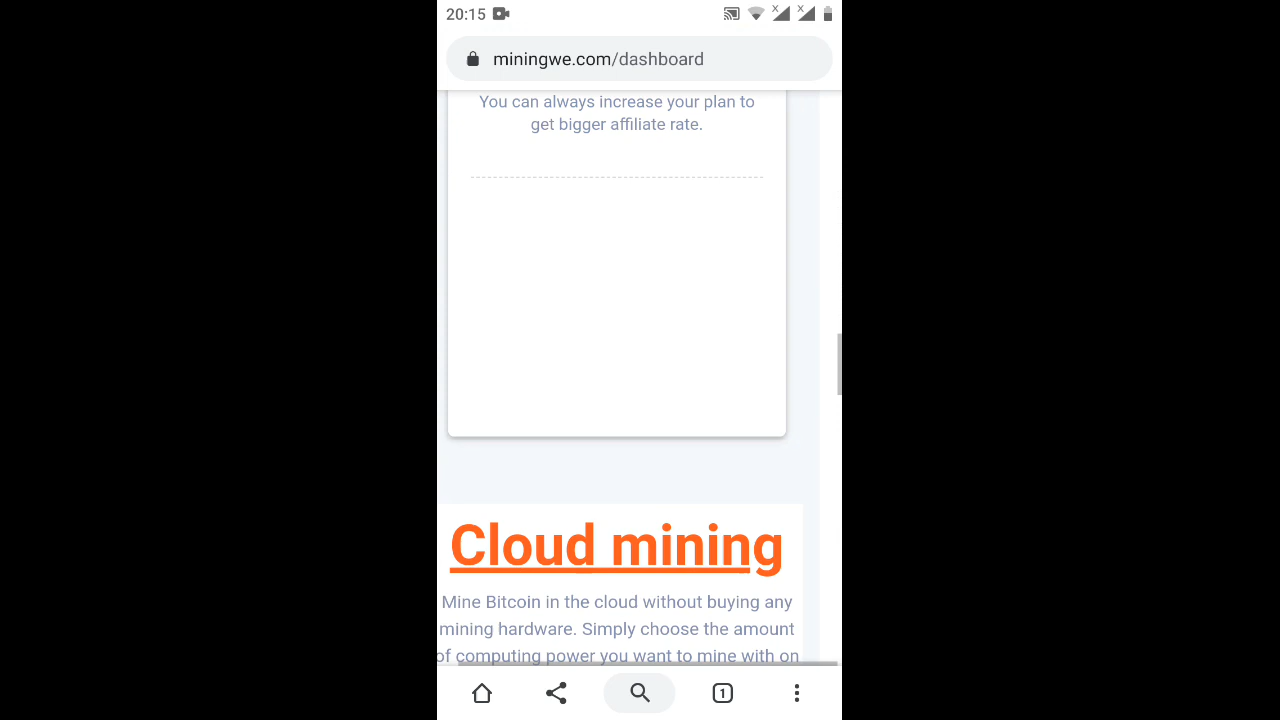 20:15
miningwe.com/dashboard
You can always increase your plan to
get bigger affiliate rate.
Cloud mining
Mine Bitcoin in the cloud without buying any
mining hardware. Simply choose the amount
of computing power you want to mine with on
1